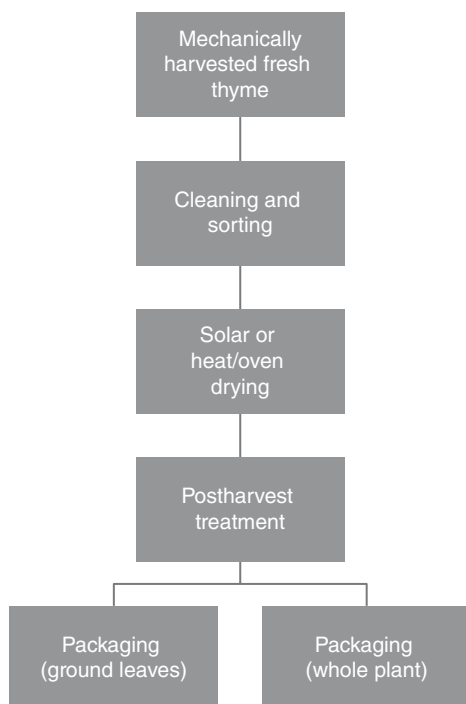 Mechanically
harvested fresh
thyme
Cleaning and
sorting
Solar or
heat/oven
drying
Postharvest
treatment
Packaging
(ground leaves)
Packaging
(whole plant)